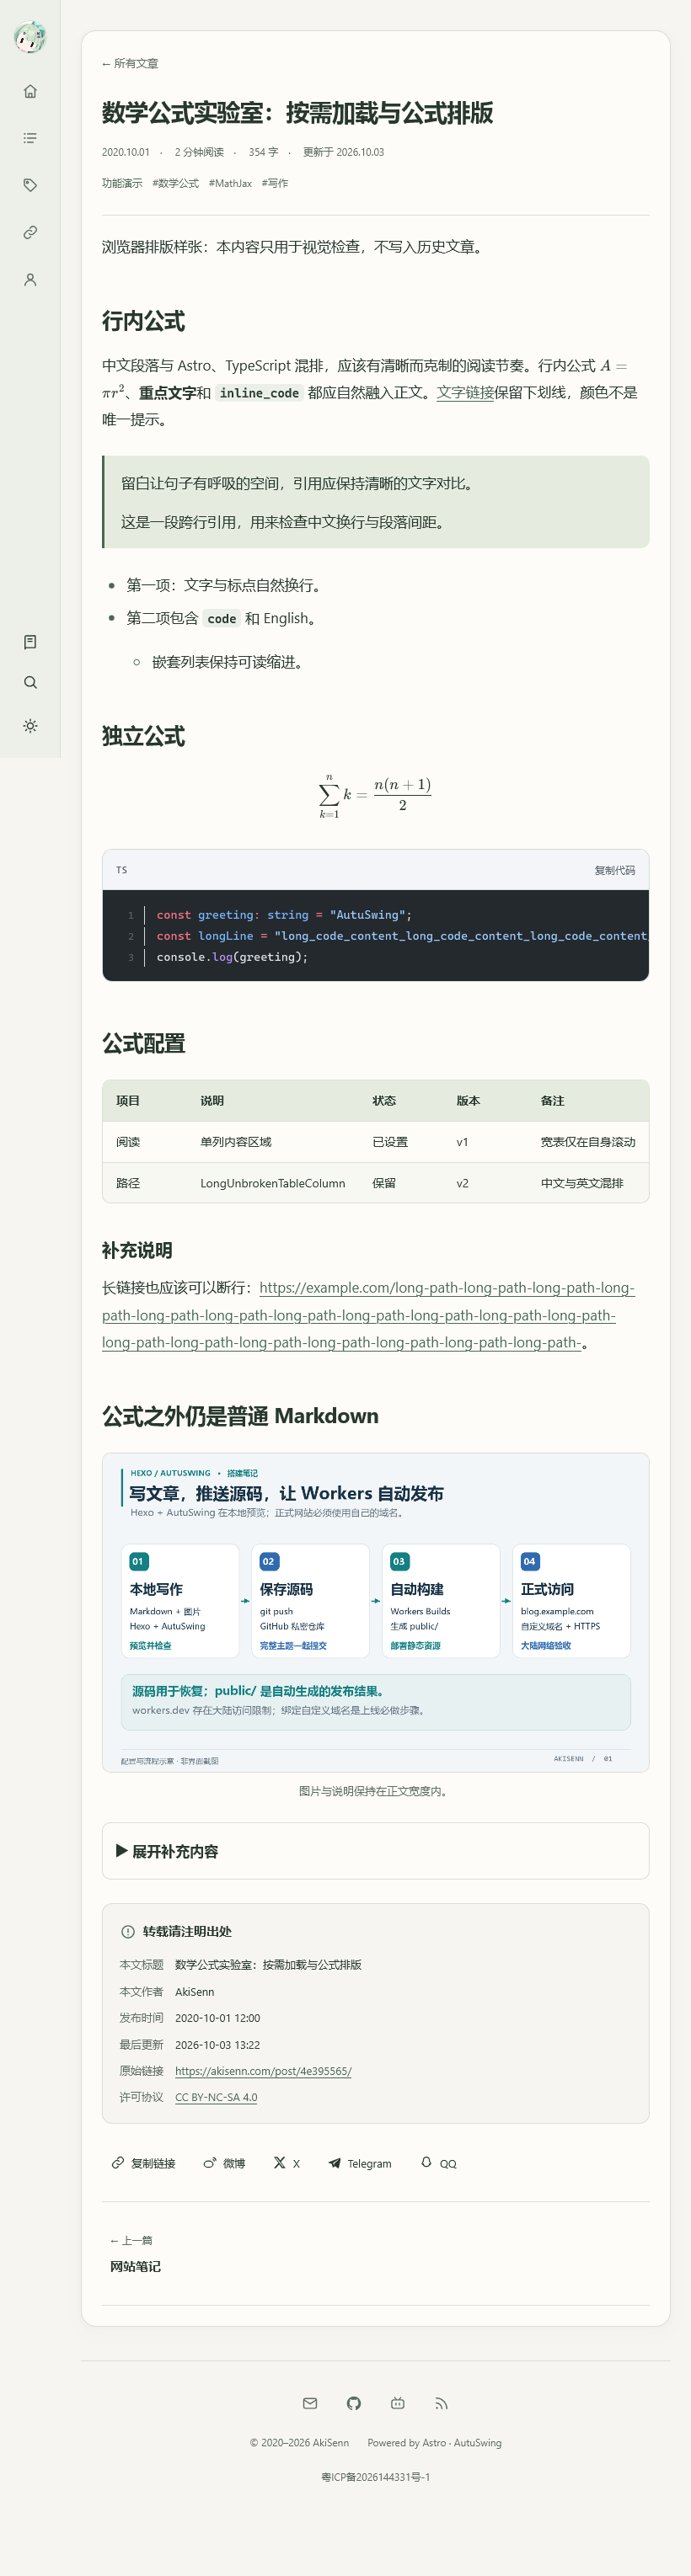 ← 所有文章
数学公式实验室：按需加载与公式排版
2020.10.01 · 2 分钟阅读 · 354 字 · 更新于 2026.10.03
功能演示 #数学公式 #MathJax #写作
浏览器排版样张：本内容只用于视觉检查，不写入历史文章。
行内公式
中文段落与 Astro、TypeScript 混排，应该有清晰而克制的阅读节奏。行内公式 A =
πr²、重点文字和 inline_code 都应自然融入正文。文字链接保留下划线，颜色不是
唯一提示。
留白让句子有呼吸的空间，引用应保持清晰的文字对比。
这是一段跨行引用，用来检查中文换行与段落间距。
第一项：文字与标点自然换行。
第二项包含 code 和 English。
嵌套列表保持可读缩进。
独立公式
∑_{k=1}^{n} k = n(n + 1)/2
TS 复制代码
1 const greeting: string = "AutuSwing";
2 const longLine = "long_code_content_long_code_content_long_code_content_
3 console.log(greeting);
公式配置
项目 说明 状态 版本 备注
阅读 单列内容区域 已设置 v1 宽表仅在自身滚动
路径 LongUnbrokenTableColumn 保留 v2 中文与英文混排
补充说明
长链接也应该可以断行：https://example.com/long-path-long-path-long-path-long-
path-long-path-long-path-long-path-long-path-long-path-long-path-long-path-
long-path-long-path-long-path-long-path-long-path-long-path-long-path-。
公式之外仍是普通 Markdown
HEXO / AUTUSWING • 搭建笔记
写文章，推送源码，让 Workers 自动发布
Hexo + AutuSwing 在本地预览；正式网站必须使用自己的域名。
01 02 03 04
本地写作 保存源码 自动构建 正式访问
Markdown + 图片 git push Workers Builds blog.example.com
Hexo + AutuSwing GitHub 私密仓库 生成 public/ 自定义域名 + HTTPS
预览并检查 完整主题一起提交 部署静态资源 大陆网络验收
源码用于恢复；public/ 是自动生成的发布结果。
workers.dev 存在大陆访问限制；绑定自定义域名是上线必做步骤。
配置与流程示意 · 非界面截图 AKISENN / 01
图片与说明保持在正文宽度内。
▶ 展开补充内容
转载请注明出处
本文标题 数学公式实验室：按需加载与公式排版
本文作者 AkiSenn
发布时间 2020-10-01 12:00
最后更新 2026-10-03 13:22
原始链接 https://akisenn.com/post/4e395565/
许可协议 CC BY-NC-SA 4.0
复制链接 微博 X Telegram QQ
← 上一篇
网站笔记
© 2020–2026 AkiSenn Powered by Astro · AutuSwing
粤ICP备2026144331号-1